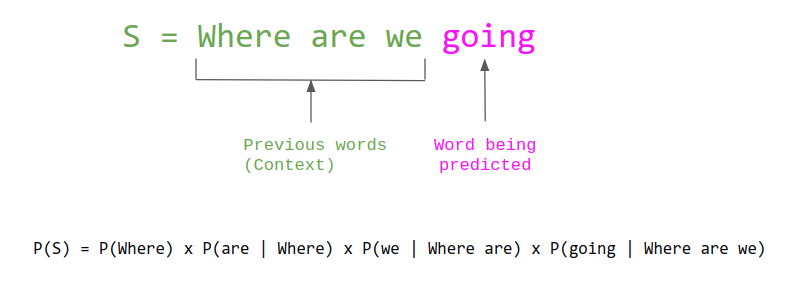 S = Where are we going
Previous words
(Context)
Word being
predicted
P(S) = P(Where) x P(are | Where) x P(we | Where are) x P(going | Where are we)